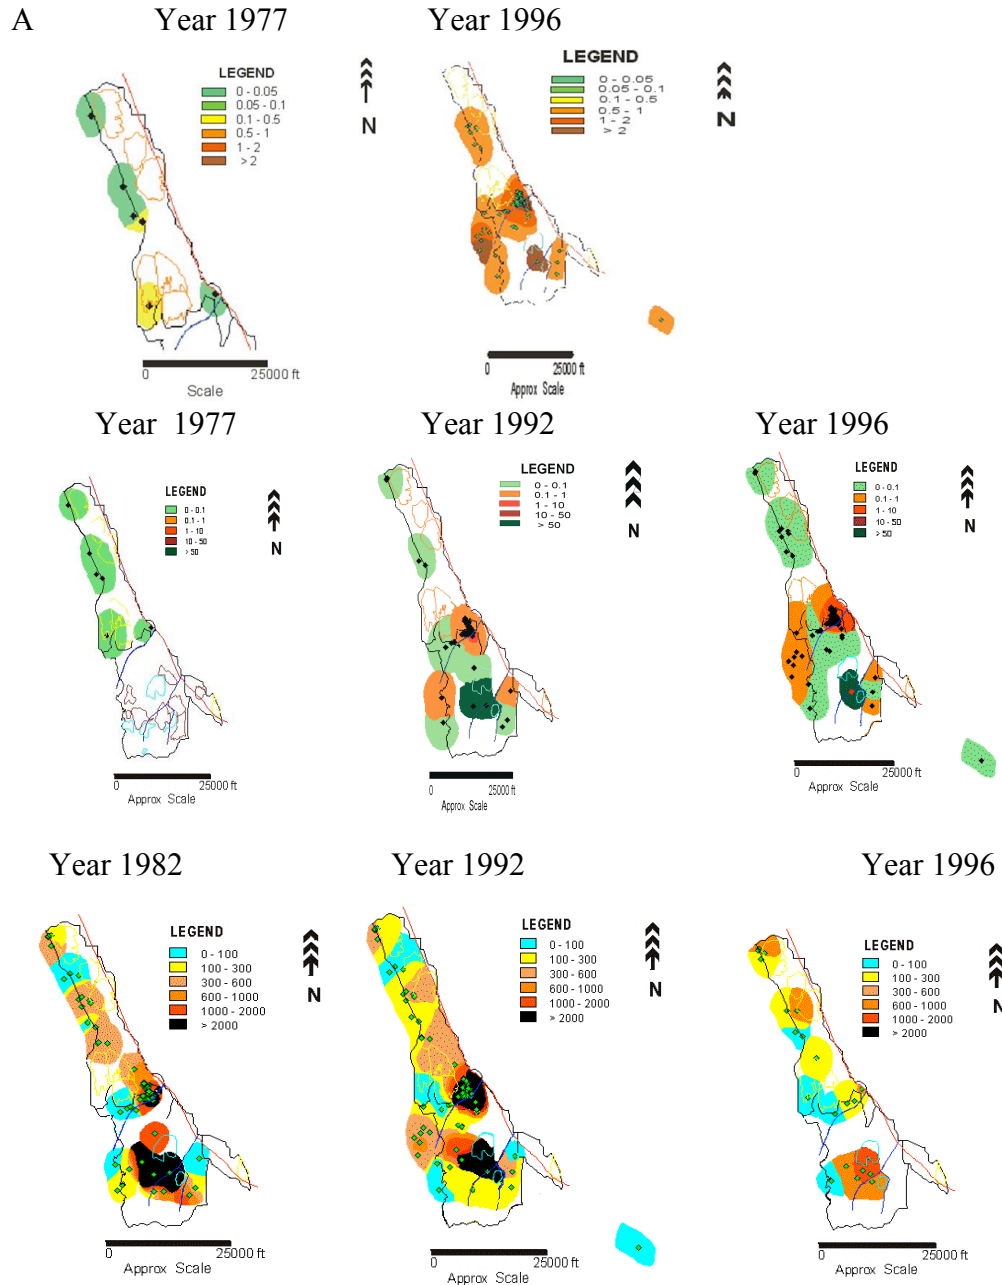 A
Year 1977
Year 1996
LEGEND
0 - 0.05
0.05 - 0.1
0.1 - 0.5
0.5 - 1
1 - 2
> 2
N
0
25000 ft
Scale
LEGEND
0 - 0.05
0.05 - 0.1
0.1 - 0.5
0.5 - 1
1 - 2
> 2
N
0
25000 ft
Approx Scale
Year 1977
Year 1992
Year 1996
LEGEND
0 - 0.1
0.1 - 1
1 - 10
10 - 50
> 50
N
0
25000 ft
Approx Scale
LEGEND
0 - 0.1
0.1 - 1
1 - 10
10 - 50
> 50
N
0
25000 ft
Approx Scale
LEGEND
0 - 0.1
0.1 - 1
1 - 10
10 - 50
> 50
N
0
25000 ft
Approx Scale
Year 1982
Year 1992
Year 1996
LEGEND
0 - 100
100 - 300
300 - 600
600 - 1000
1000 - 2000
> 2000
N
0
25000 ft
Approx Scale
LEGEND
0 - 100
100 - 300
300 - 600
600 - 1000
1000 - 2000
> 2000
N
0
25000 ft
Approx Scale
LEGEND
0 - 100
100 - 300
300 - 600
600 - 1000
1000 - 2000
> 2000
N
0
25000 ft
Approx Scale